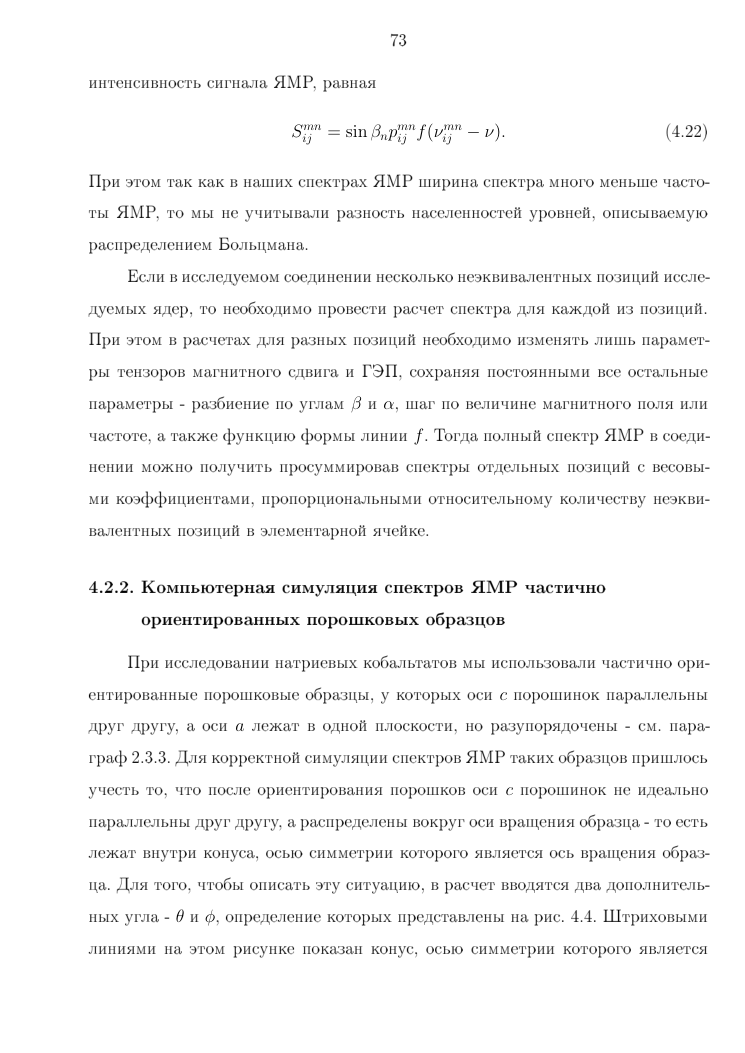 73
интенсивность сигнала ЯМР, равная
S_{ij}^{mn} = sin β_n p_{ij}^{mn} f(ν_{ij}^{mn} − ν). (4.22)
При этом так как в наших спектрах ЯМР ширина спектра много меньше часто-
ты ЯМР, то мы не учитывали разность населенностей уровней, описываемую
распределением Больцмана.
Если в исследуемом соединении несколько неэквивалентных позиций иссле-
дуемых ядер, то необходимо провести расчет спектра для каждой из позиций.
При этом в расчетах для разных позиций необходимо изменять лишь парамет-
ры тензоров магнитного сдвига и ГЭП, сохраняя постоянными все остальные
параметры - разбиение по углам β и α, шаг по величине магнитного поля или
частоте, а также функцию формы линии f. Тогда полный спектр ЯМР в соеди-
нении можно получить просуммировав спектры отдельных позиций с весовы-
ми коэффициентами, пропорциональными относительному количеству неэкви-
валентных позиций в элементарной ячейке.
4.2.2. Компьютерная симуляция спектров ЯМР частично
ориентированных порошковых образцов
При исследовании натриевых кобальтатов мы использовали частично ори-
ентированные порошковые образцы, у которых оси c порошинок параллельны
друг другу, а оси a лежат в одной плоскости, но разупорядочены - см. пара-
граф 2.3.3. Для корректной симуляции спектров ЯМР таких образцов пришлось
учесть то, что после ориентирования порошков оси c порошинок не идеально
параллельны друг другу, а распределены вокруг оси вращения образца - то есть
лежат внутри конуса, осью симметрии которого является ось вращения образ-
ца. Для того, чтобы описать эту ситуацию, в расчет вводятся два дополнитель-
ных угла - θ и ϕ, определение которых представлены на рис. 4.4. Штриховыми
линиями на этом рисунке показан конус, осью симметрии которого является